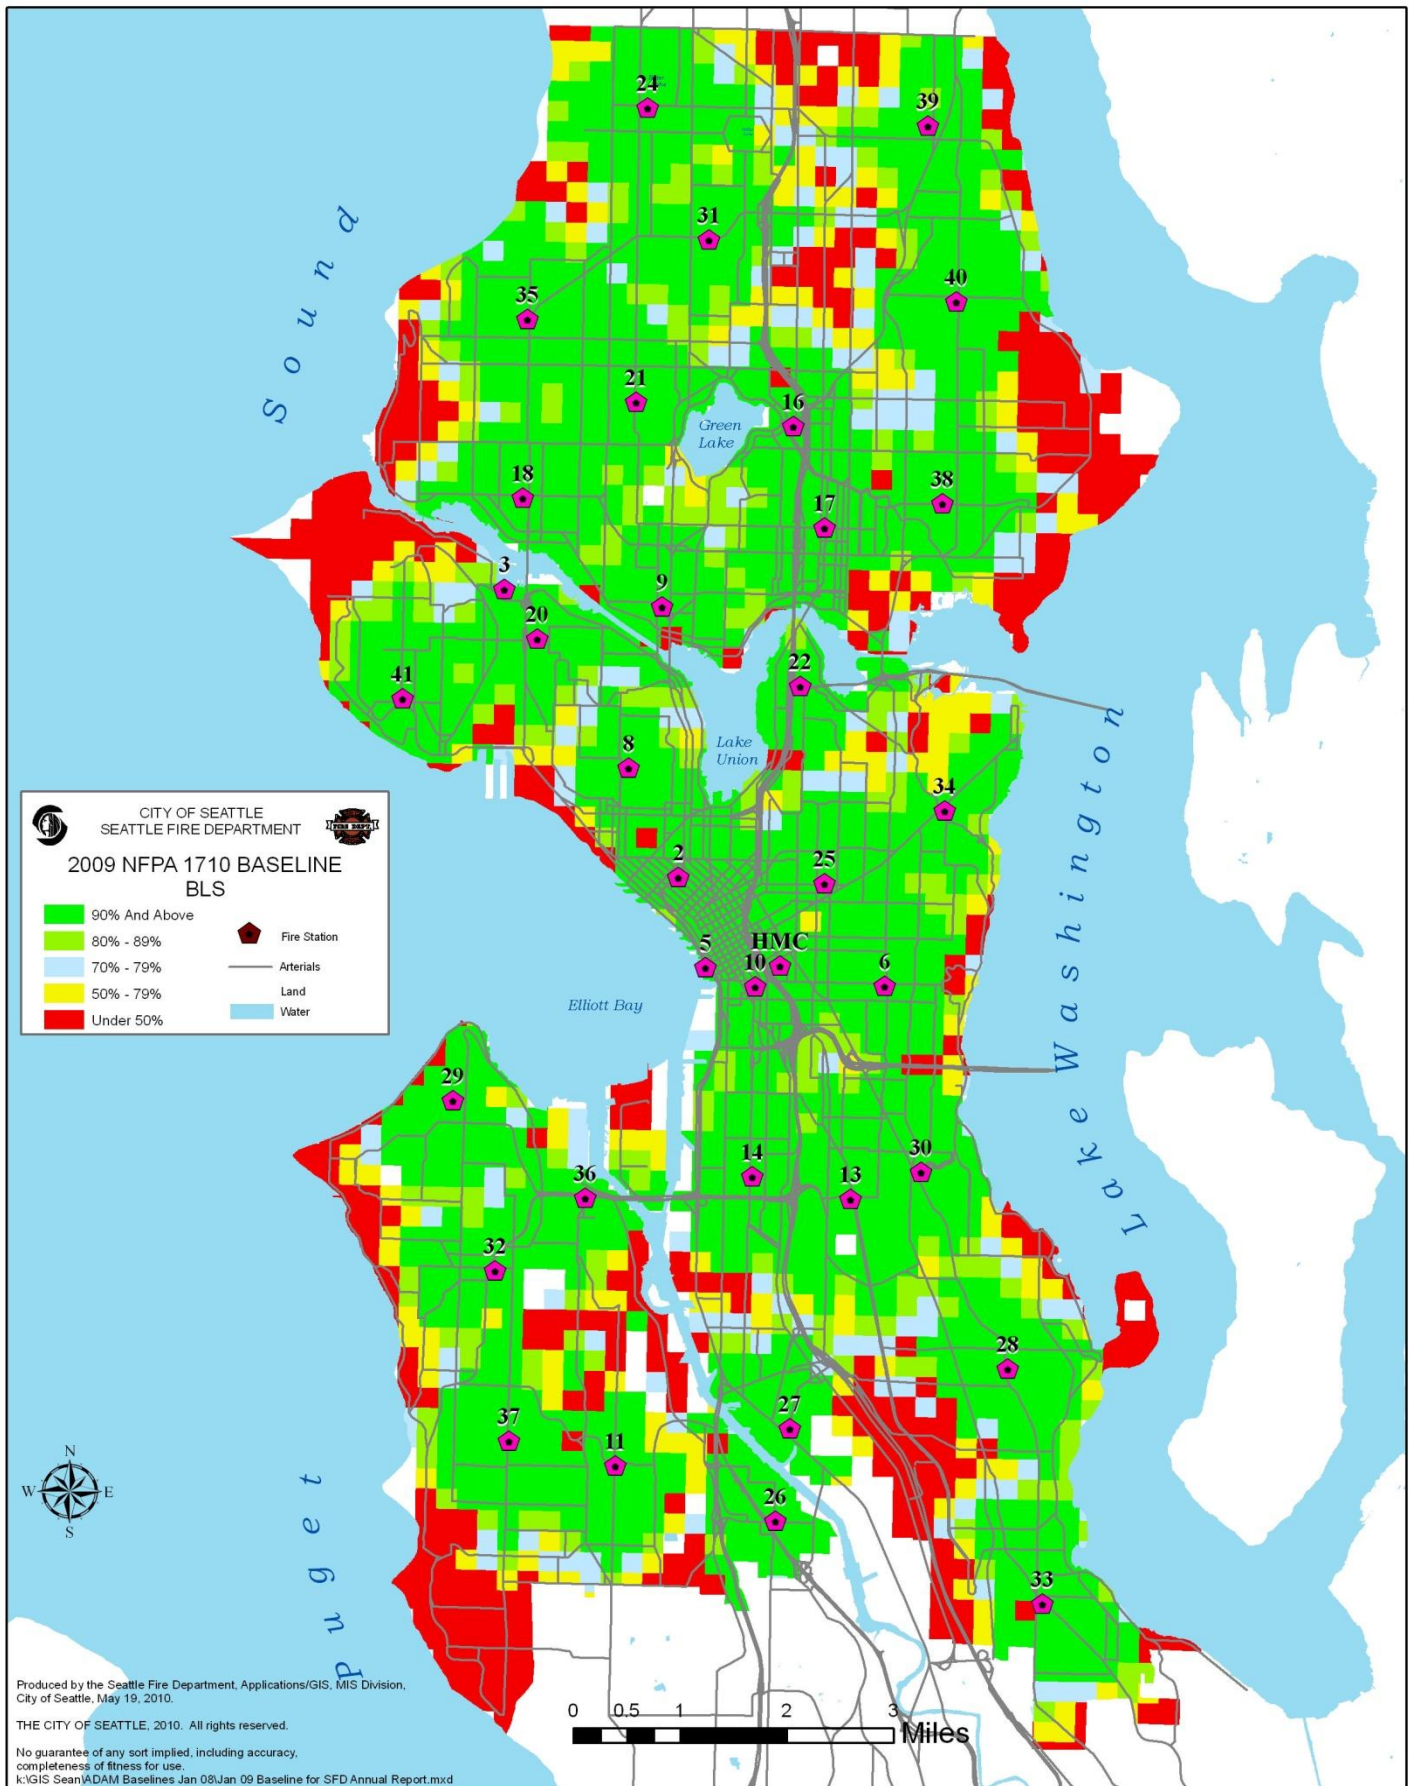 24
39
31
40
35
21
16
Green
Lake
18
38
17
3
9
20
22
41
8
Lake
Union
34
2
25
5
HMC
10
6
Elliott Bay
29
14
30
36
13
32
28
27
37
11
26
33
Puget
Sound
Lake Washington
CITY OF SEATTLE
SEATTLE FIRE DEPARTMENT
FIRE DEPT.
2009 NFPA 1710 BASELINE
BLS
90% And Above
80% - 89%
70% - 79%
50% - 79%
Under 50%
Fire Station
Arterials
Land
Water
N
W E
S
0 0.5 1 2 3
Miles
Produced by the Seattle Fire Department, Applications/GIS, MIS Division,
City of Seattle, May 19, 2010.
THE CITY OF SEATTLE, 2010. All rights reserved.
No guarantee of any sort implied, including accuracy,
completeness of fitness for use.
k:\GIS Sean\ADAM Baselines Jan 08\Jan 09 Baseline for SFD Annual Report.mxd